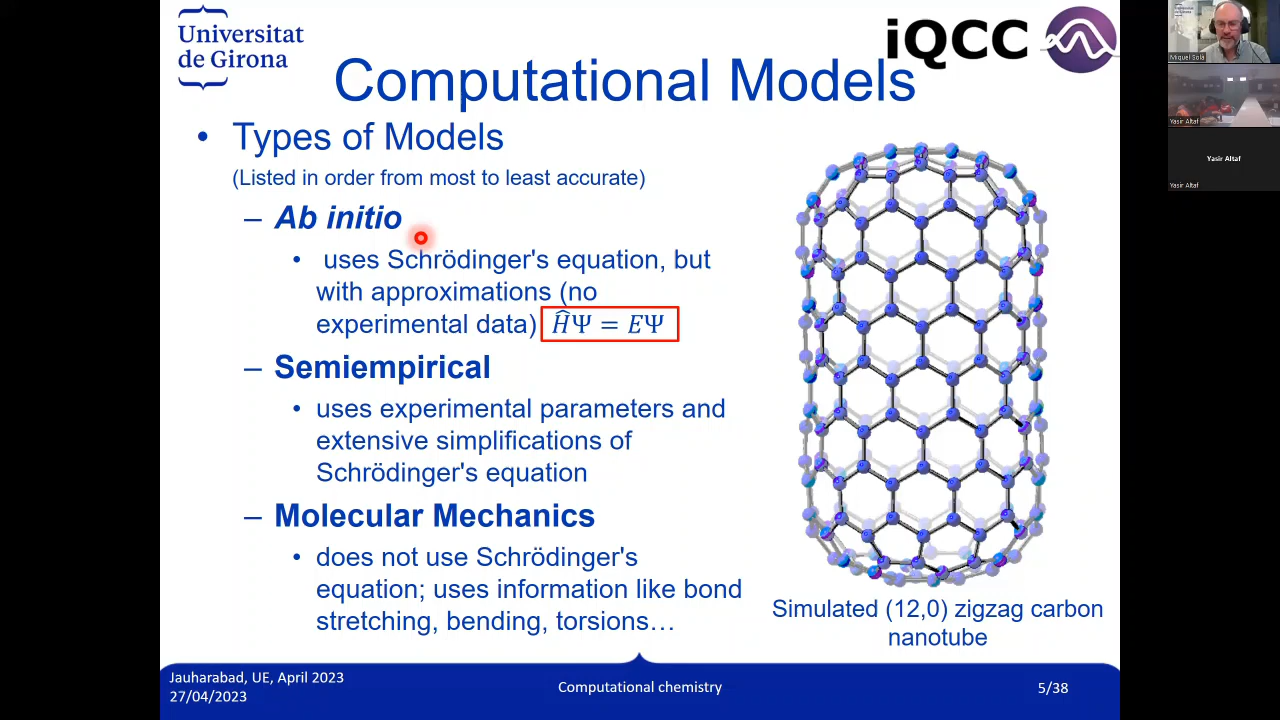 Universitat
de Girona
iQCC
Computational Models
• Types of Models
(Listed in order from most to least accurate)
– Ab initio
• uses Schrödinger's equation, but
with approximations (no
experimental data) ĤΨ = EΨ
– Semiempirical
• uses experimental parameters and
extensive simplifications of
Schrödinger's equation
– Molecular Mechanics
• does not use Schrödinger's
equation; uses information like bond
stretching, bending, torsions…
Simulated (12,0) zigzag carbon
nanotube
Jauharabad, UE, April 2023
27/04/2023
Computational chemistry
5/38
Miquel Solà
Yasir Altaf
Yasir Altaf
Yasir Altaf